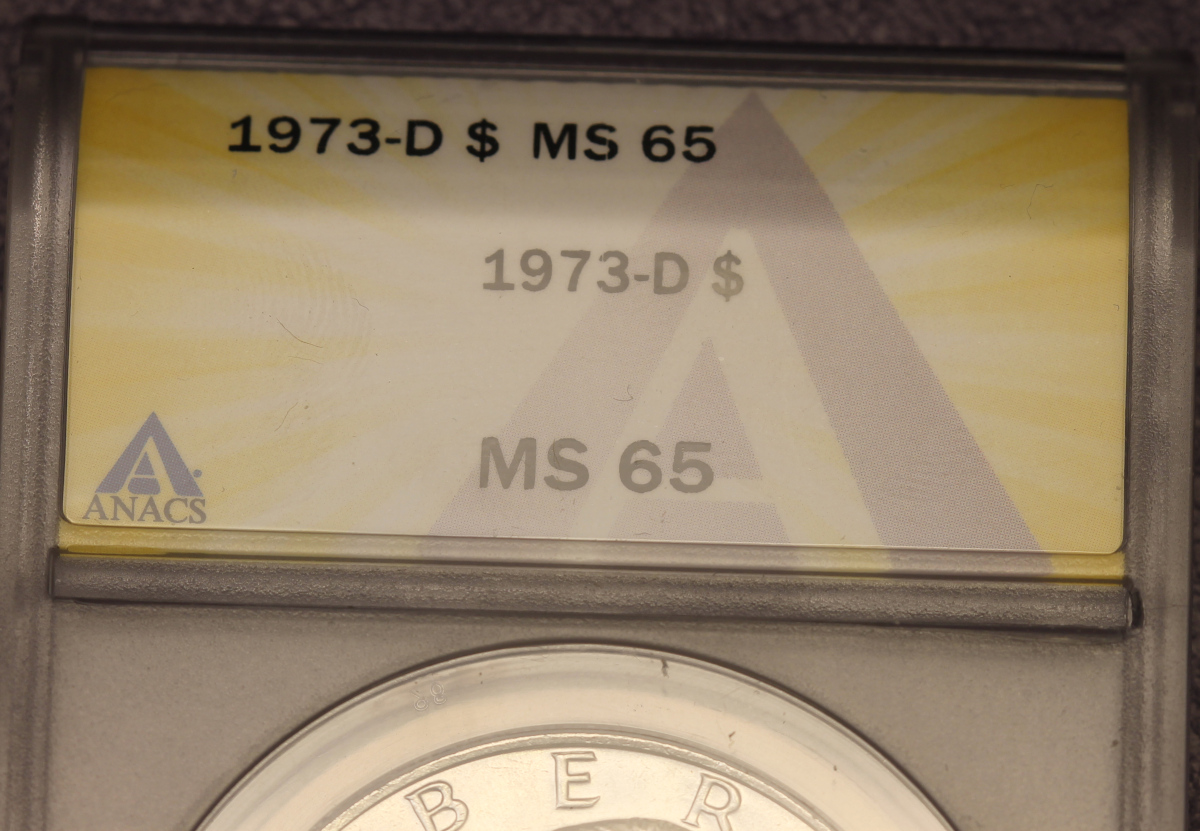 1973-D $ MS 65
1973-D $
MS 65
ANACS
B E R